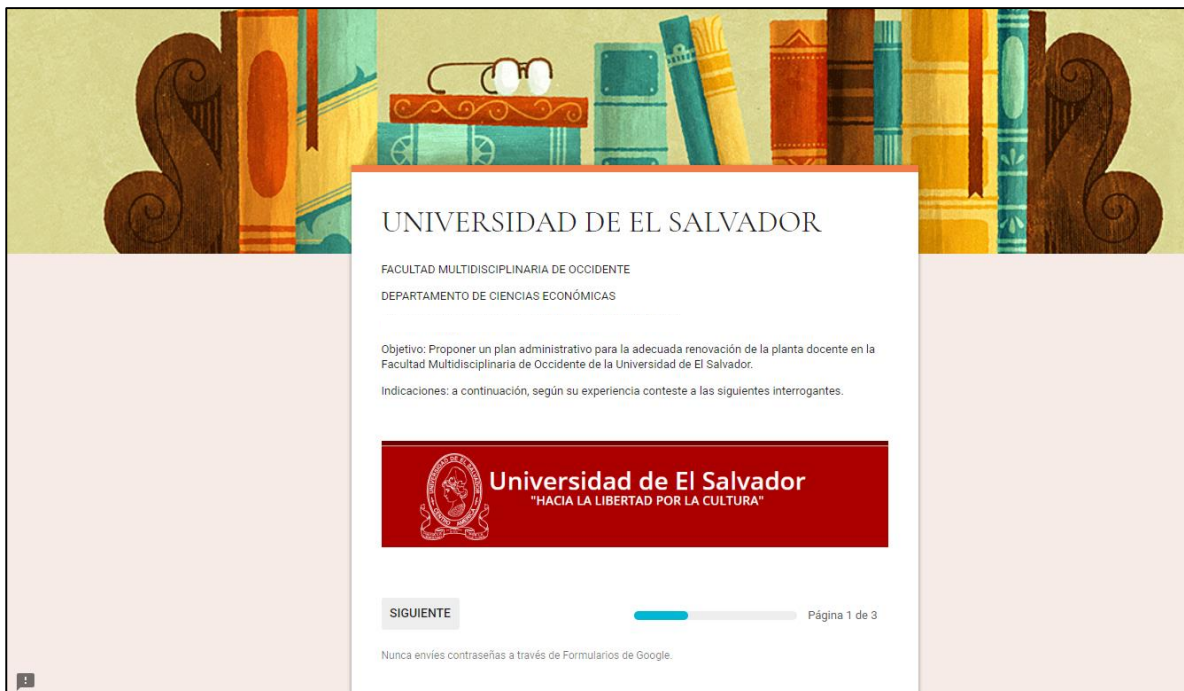 UNIVERSIDAD DE EL SALVADOR
FACULTAD MULTIDISCIPLINARIA DE OCCIDENTE
DEPARTAMENTO DE CIENCIAS ECONÓMICAS
Objetivo: Proponer un plan administrativo para la adecuada renovación de la planta docente en la
Facultad Multidisciplinaria de Occidente de la Universidad de El Salvador.
Indicaciones: a continuación, según su experiencia conteste a las siguientes interrogantes.
Universidad de El Salvador
"HACIA LA LIBERTAD POR LA CULTURA"
SIGUIENTE
Página 1 de 3
Nunca envíes contraseñas a través de Formularios de Google.